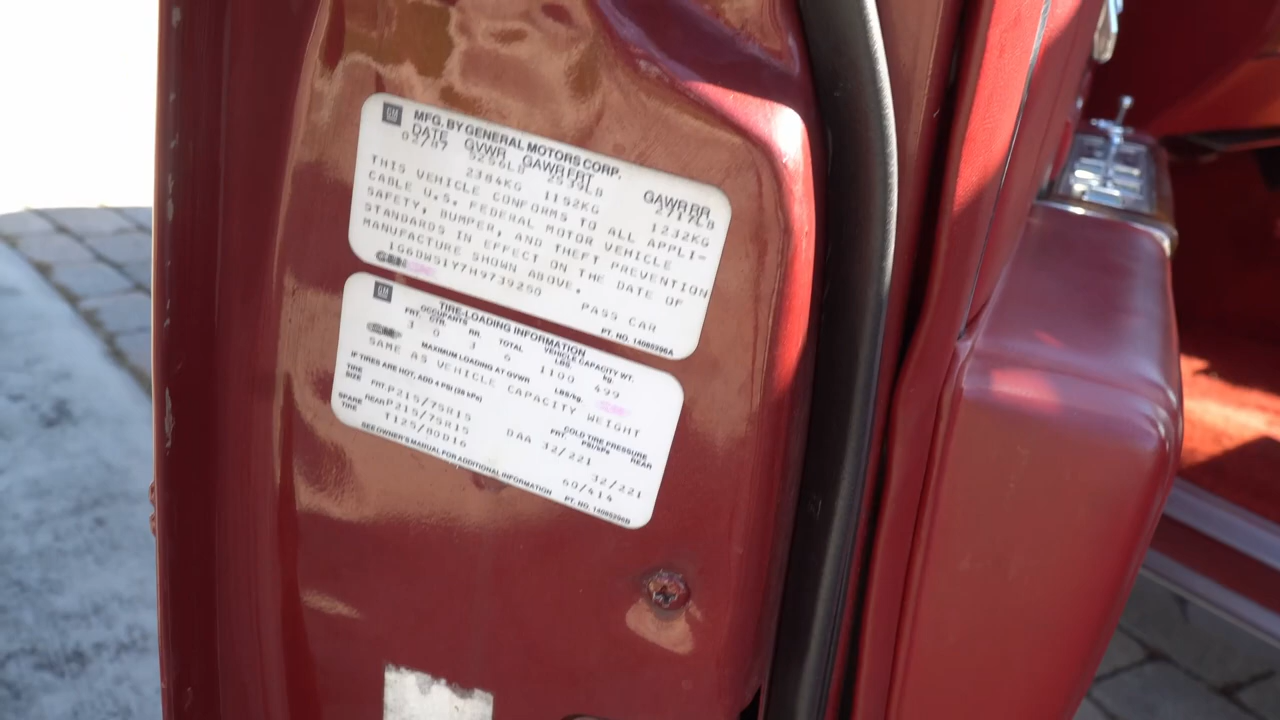 GM
MFG. BY GENERAL MOTORS CORP.
DATE GVWR GAWR FRT GAWR RR
02/87 5256LB 2539LB 2717LB
2384KG 1152KG 1232KG
THIS VEHICLE CONFORMS TO ALL APPLI-
CABLE U.S. FEDERAL MOTOR VEHICLE
SAFETY, BUMPER, AND THEFT PREVENTION
STANDARDS IN EFFECT ON THE DATE OF
MANUFACTURE SHOWN ABOVE.
1G6DW51Y7H9739250 PASS CAR
PT. NO. 14085296A
GM
TIRE-LOADING INFORMATION
OCCUPANTS VEHICLE CAPACITY WT.
FRT. CTR. RR. TOTAL LBS. kg.
3 0 3 6 1100 499
MAXIMUM LOADING AT GVWR LBS/kg.
SAME AS VEHICLE CAPACITY WEIGHT
IF TIRES ARE HOT, ADD 4 PSI (28 kPa)
COLD TIRE PRESSURE
TIRE SIZE PSI/kPa
FRT. REAR
FRT. P215/75R15
REAR P215/75R15 DAA 32/221 32/221
SPARE TIRE T125/80D16 60/414
SEE OWNER'S MANUAL FOR ADDITIONAL INFORMATION PT. NO. 14085296B